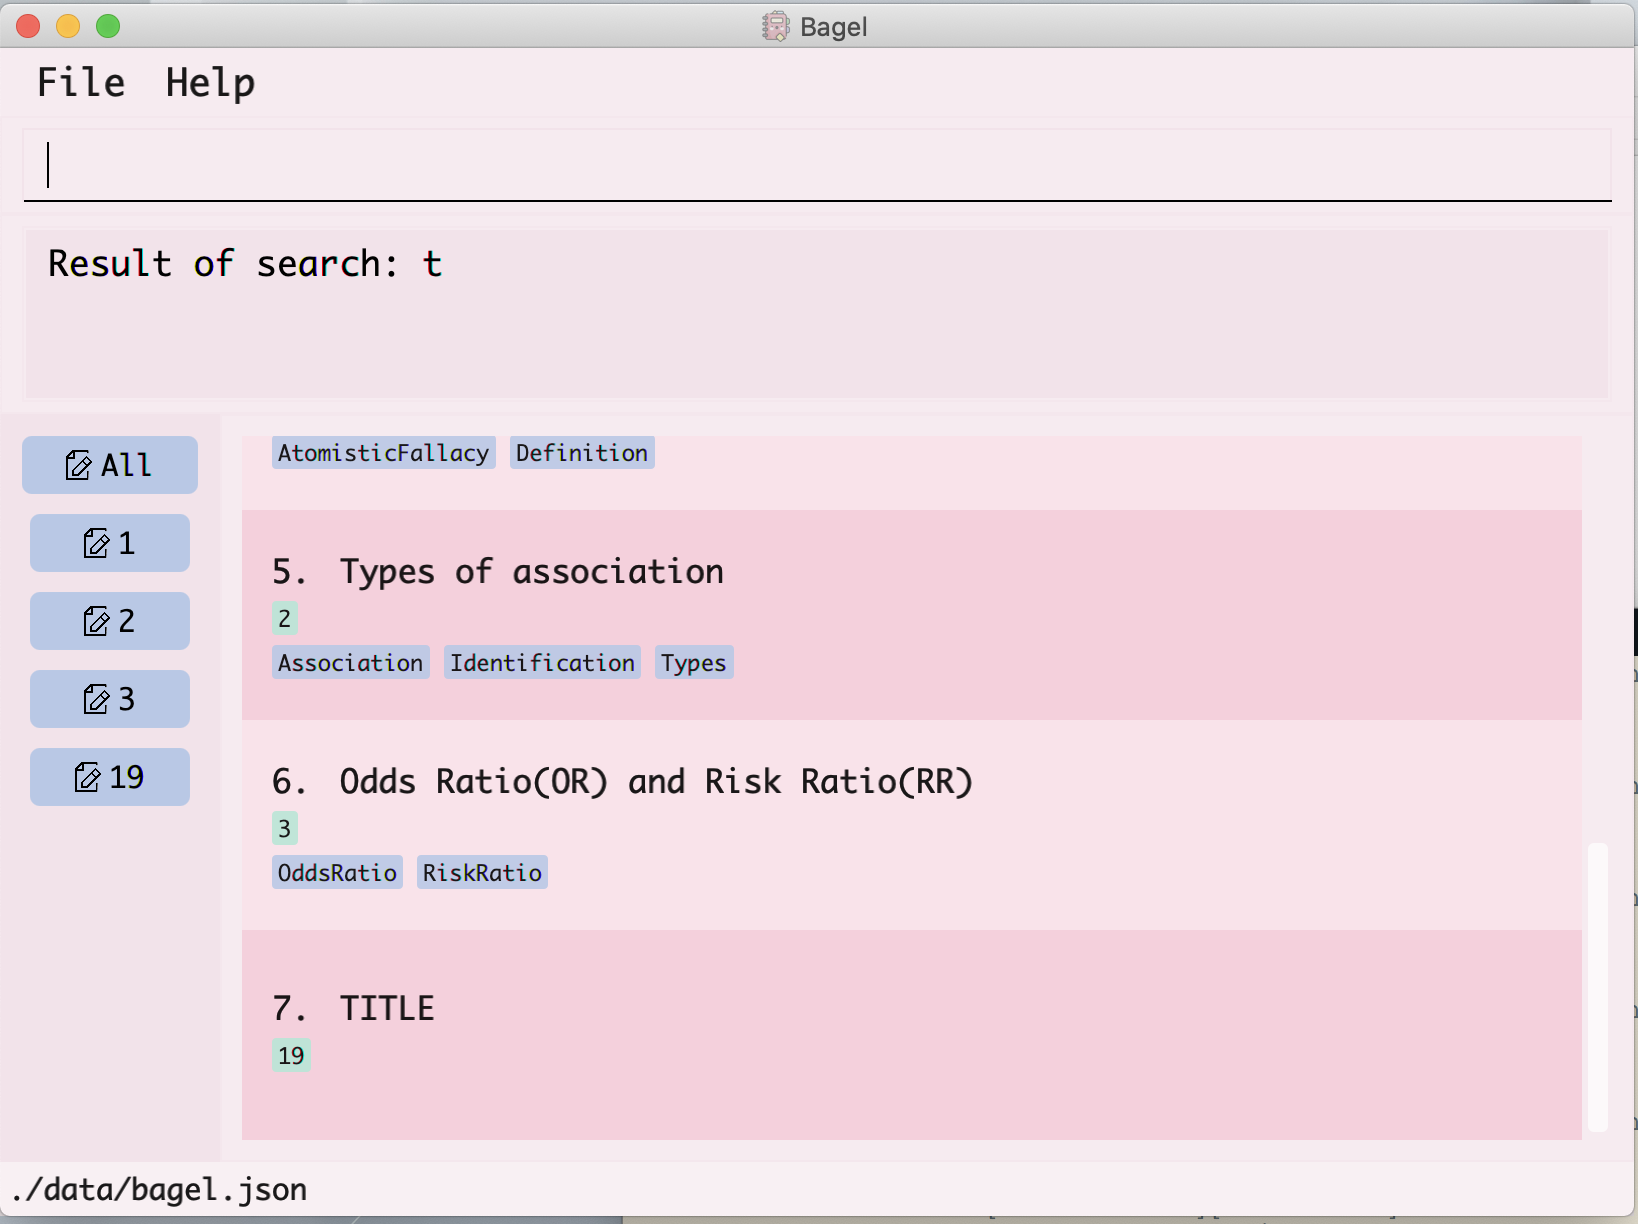 Bagel
File Help
Result of search: t
All
1
2
3
19
AtomisticFallacy Definition
5. Types of association
2
Association Identification Types
6. Odds Ratio(OR) and Risk Ratio(RR)
3
OddsRatio RiskRatio
7. TITLE
19
./data/bagel.json